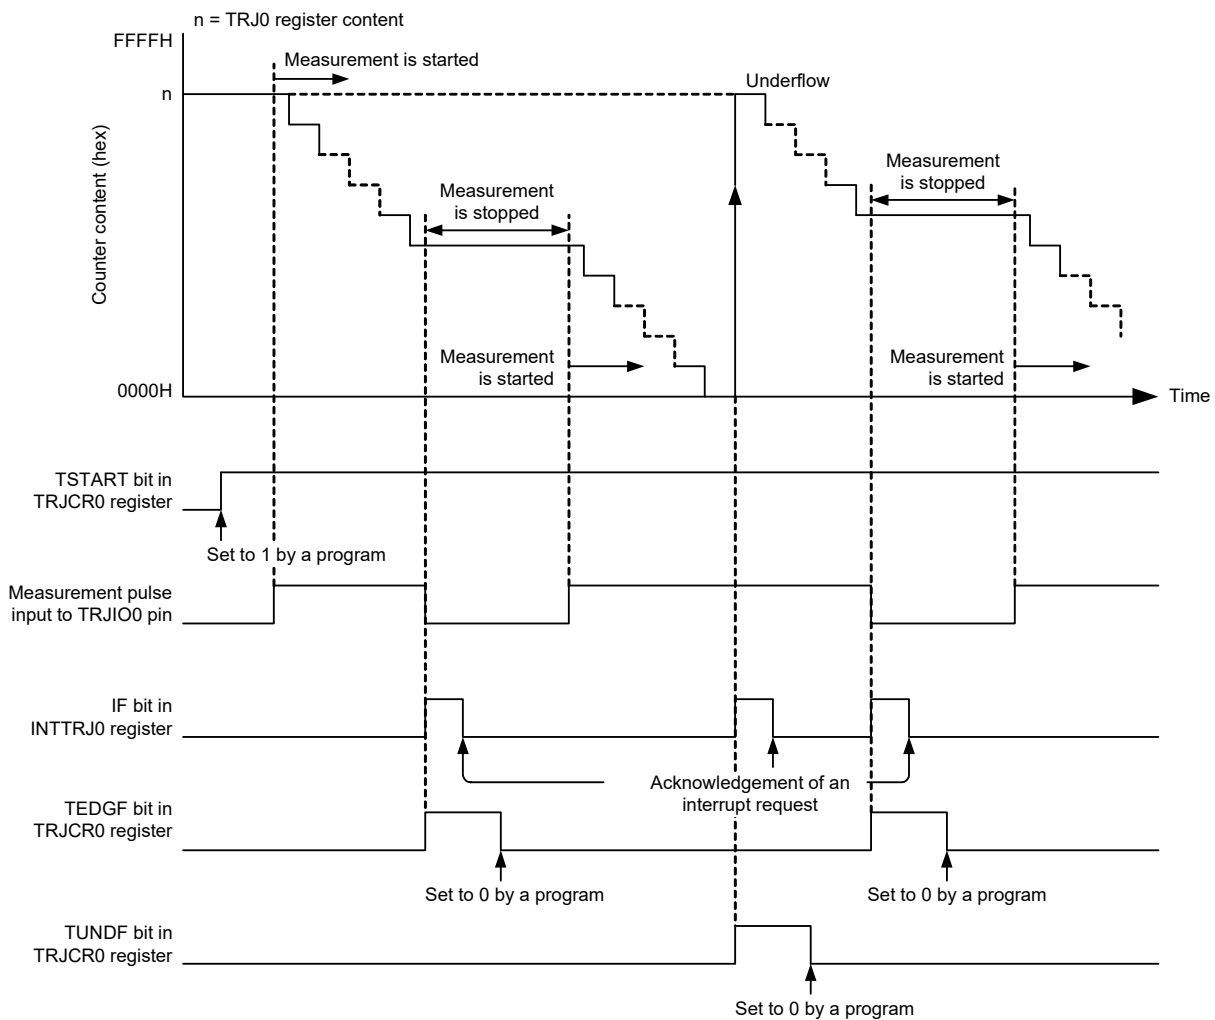 n = TRJ0 register content
FFFFH
Measurement is started
n
Underflow
Counter content (hex)
Measurement
is stopped
Measurement
is stopped
Measurement
is started
Measurement
is started
0000H
Time
TSTART bit in
TRJCR0 register
Set to 1 by a program
Measurement pulse
input to TRJIO0 pin
IF bit in
INTTRJ0 register
Acknowledgement of an
interrupt request
TEDGF bit in
TRJCR0 register
Set to 0 by a program
Set to 0 by a program
TUNDF bit in
TRJCR0 register
Set to 0 by a program